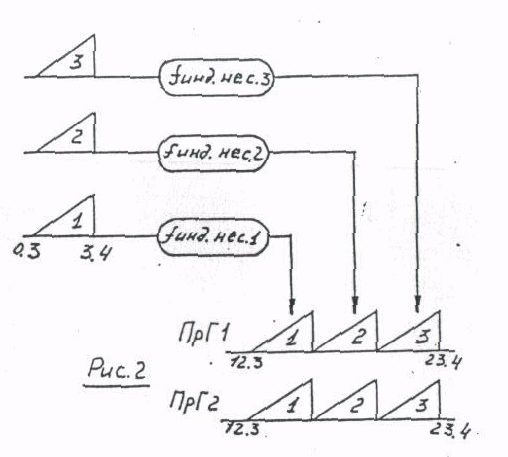 3
fинд. нес.3
2
fинд. нес.2
1
fинд. нес.1
0.3 3.4
ПрГ1 1 2 3
12.3 23.4
Рис. 2
ПрГ2 1 2 3
12.3 23.4